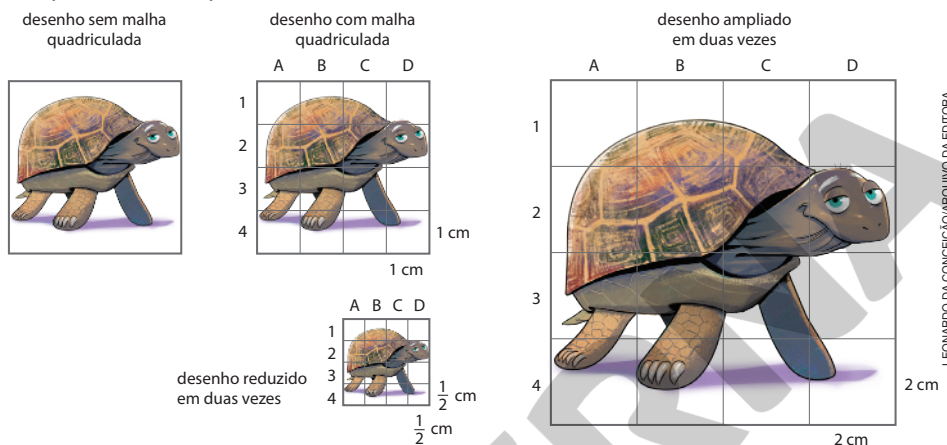 desenho sem malha
quadriculada
desenho com malha
quadriculada
A B C D
1
2
3
4
1 cm
1 cm
desenho reduzido
em duas vezes
A B C D
1
2
3
4
1/2 cm
1/2 cm
desenho ampliado
em duas vezes
A B C D
1
2
3
4
2 cm
2 cm
LEONARDO DA CONCEIÇÃO/ARQUIVO DA EDITORA